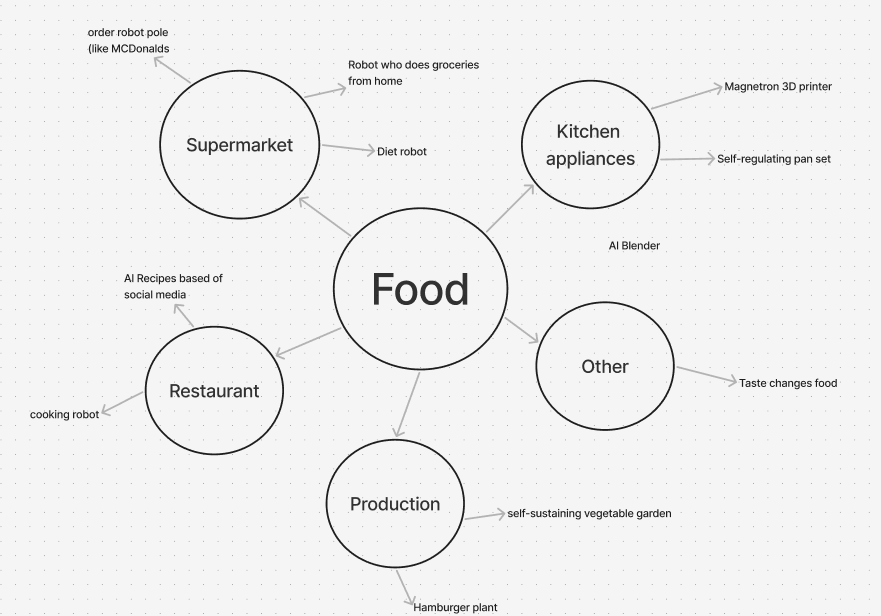 order robot pole
(like MCDonalds
Robot who does groceries
from home
Supermarket
Diet robot
Kitchen
appliances
Magnetron 3D printer
Self-regulating pan set
AI Blender
Food
AI Recipes based of
social media
Restaurant
cooking robot
Other
Taste changes food
Production
self-sustaining vegetable garden
Hamburger plant